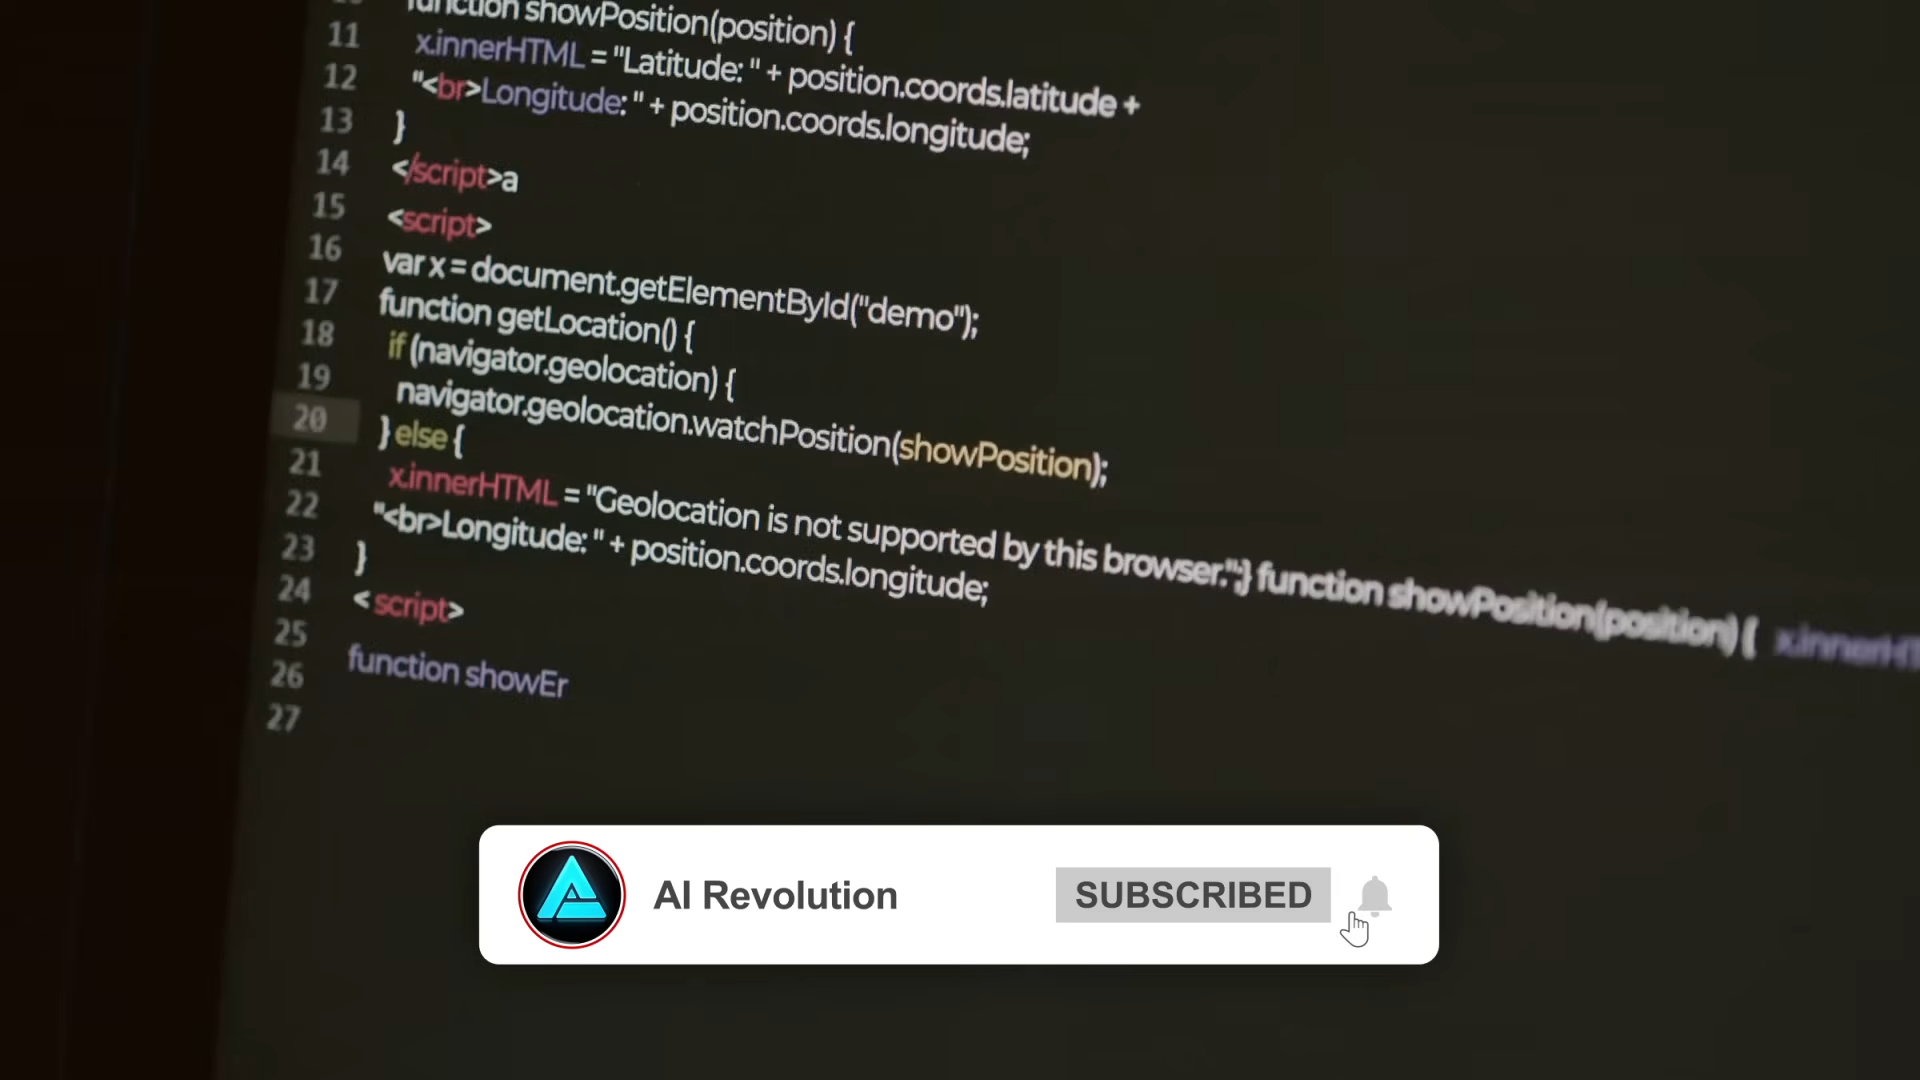 function showPosition(position) {
11 x.innerHTML = "Latitude: " + position.coords.latitude +
12 "<br>Longitude: " + position.coords.longitude;
13 }
14 </script>a
15 <script>
16 var x = document.getElementById("demo");
17 function getLocation() {
18 if (navigator.geolocation) {
19 navigator.geolocation.watchPosition(showPosition);
20 } else {
21 x.innerHTML = "Geolocation is not supported by this browser.";} function showPosition(position) {
22 "<br>Longitude: " + position.coords.longitude;
23 }
24 < script>
25
26 function showEr
27
AI Revolution
SUBSCRIBED